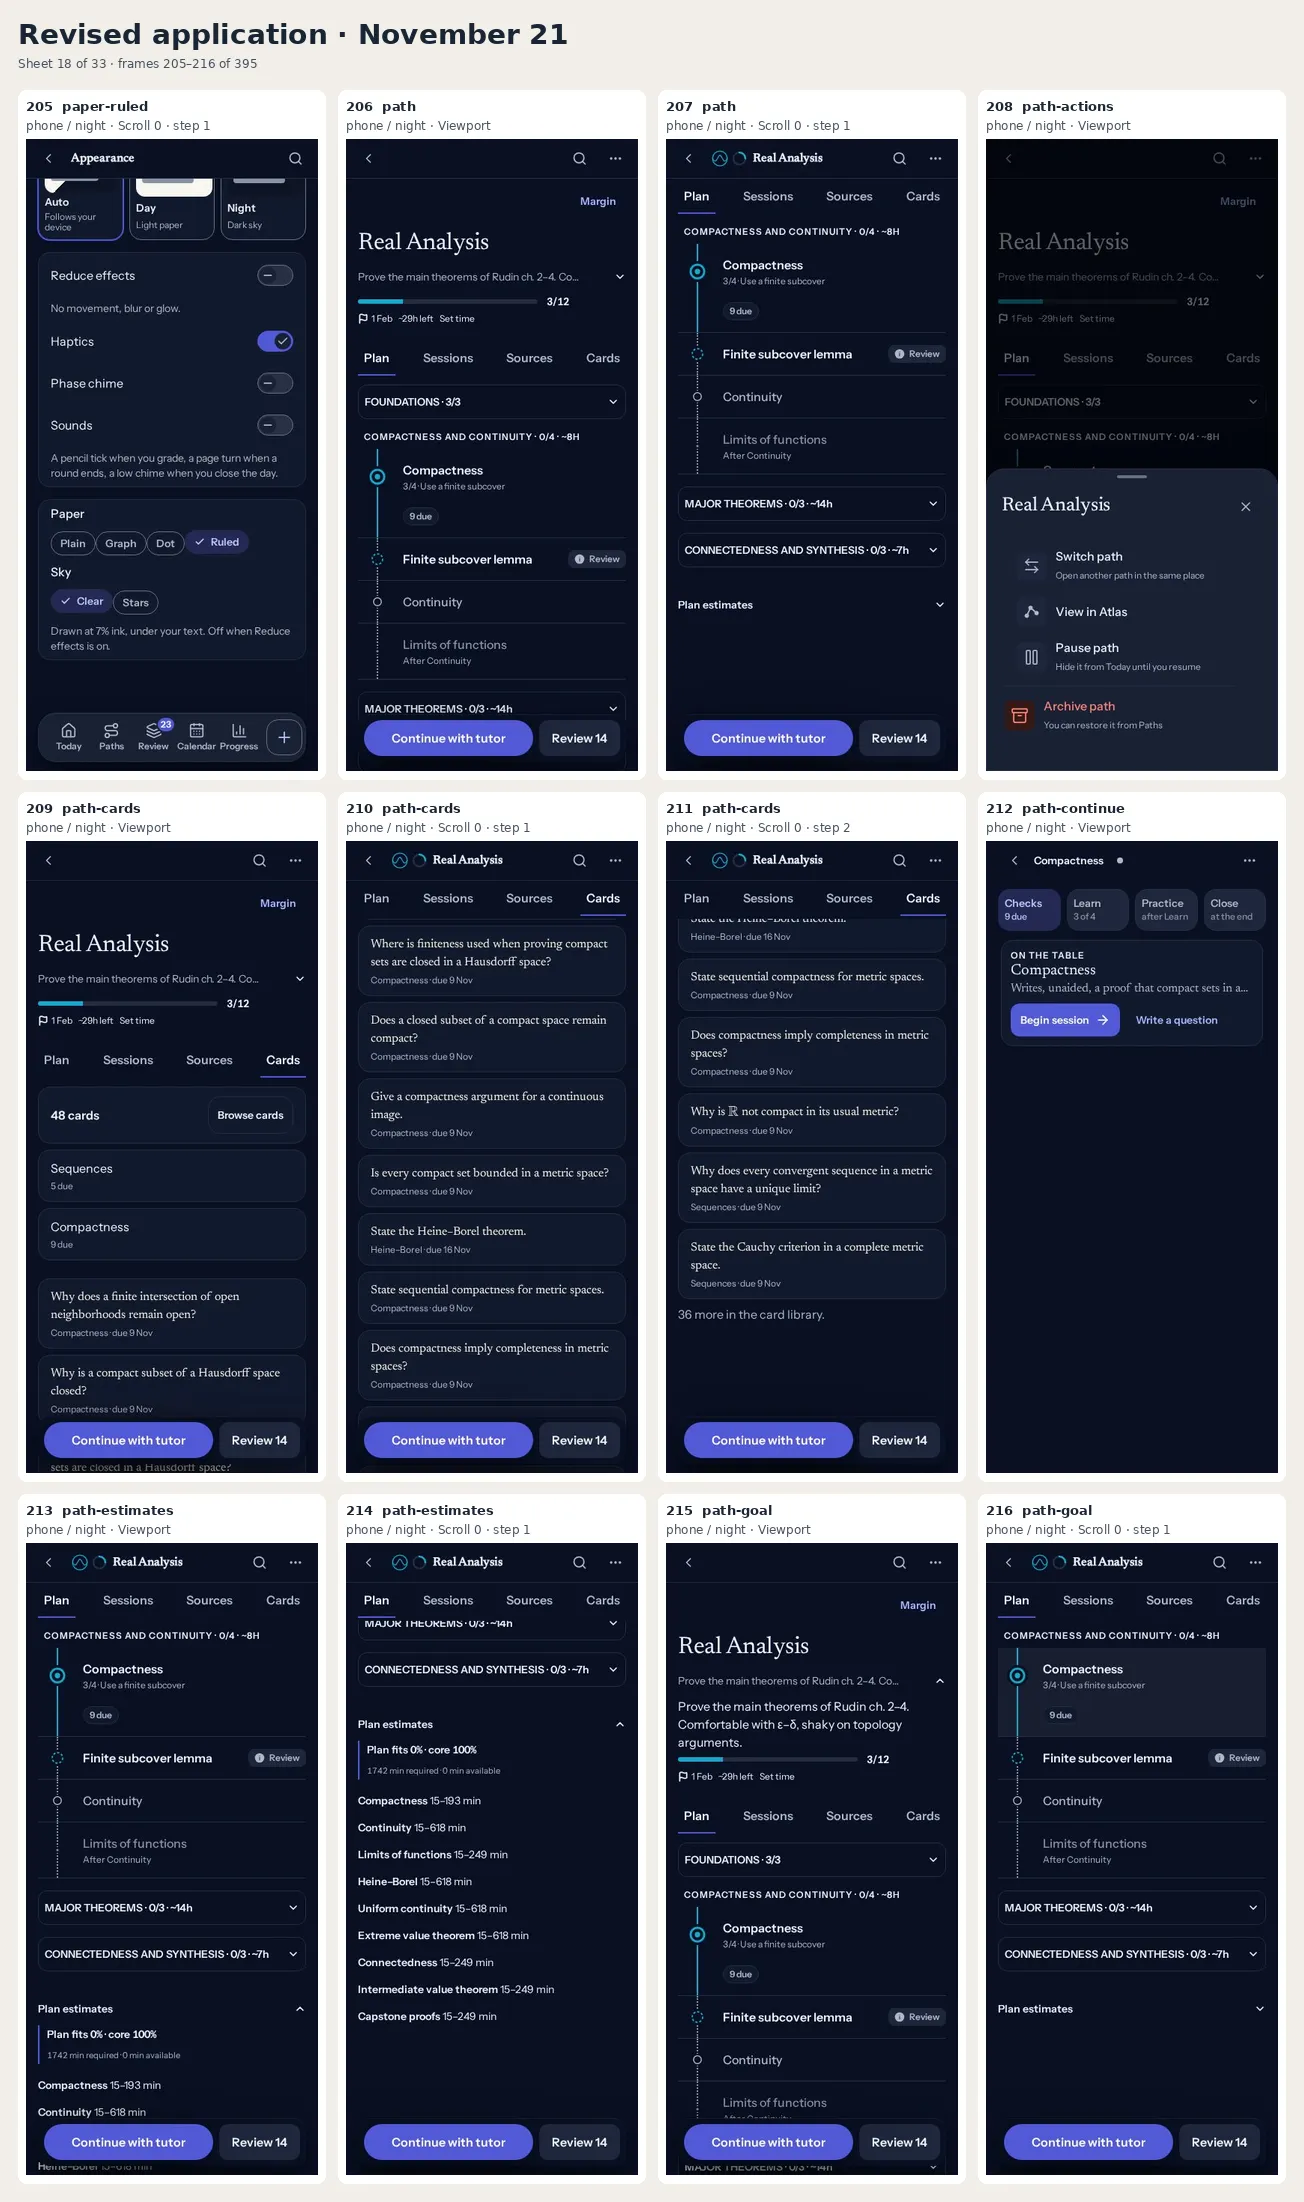 Revised application · November 21
Sheet 18 of 33 · frames 205–216 of 395
205 paper-ruled
phone / night · Scroll 0 · step 1
Appearance
Auto
Follows your
device
Day
Light paper
Night
Dark sky
Reduce effects
No movement, blur or glow.
Haptics
Phase chime
Sounds
A pencil tick when you grade, a page turn when a
round ends, a low chime when you close the day.
Paper
Plain
Graph
Dot
Ruled
Sky
Clear
Stars
Drawn at 7% ink, under your text. Off when Reduce
effects is on.
23
Today
Paths
Review
Calendar
Progress
206 path
phone / night · Viewport
Margin
Real Analysis
Prove the main theorems of Rudin ch. 2–4. Co…
3/12
1 Feb ~29h left Set time
Plan
Sessions
Sources
Cards
FOUNDATIONS · 3/3
COMPACTNESS AND CONTINUITY · 0/4 · ~8H
Compactness
3/4 · Use a finite subcover
9 due
Finite subcover lemma
Review
Continuity
Limits of functions
After Continuity
MAJOR THEOREMS · 0/3 · ~14h
Continue with tutor
Review 14
207 path
phone / night · Scroll 0 · step 1
Real Analysis
Plan
Sessions
Sources
Cards
COMPACTNESS AND CONTINUITY · 0/4 · ~8H
Compactness
3/4 · Use a finite subcover
9 due
Finite subcover lemma
Review
Continuity
Limits of functions
After Continuity
MAJOR THEOREMS · 0/3 · ~14h
CONNECTEDNESS AND SYNTHESIS · 0/3 · ~7h
Plan estimates
Continue with tutor
Review 14
208 path-actions
phone / night · Viewport
Margin
Real Analysis
Prove the main theorems of Rudin ch. 2–4. Co…
3/12
1 Feb ~29h left Set time
Plan
Sessions
Sources
Cards
FOUNDATIONS · 3/3
COMPACTNESS AND CONTINUITY · 0/4 · ~8H
Real Analysis
Switch path
Open another path in the same place
View in Atlas
Pause path
Hide it from Today until you resume
Archive path
You can restore it from Paths
209 path-cards
phone / night · Viewport
Margin
Real Analysis
Prove the main theorems of Rudin ch. 2–4. Co…
3/12
1 Feb ~29h left Set time
Plan
Sessions
Sources
Cards
48 cards
Browse cards
Sequences
5 due
Compactness
9 due
Why does a finite intersection of open
neighborhoods remain open?
Compactness · due 9 Nov
Why is a compact subset of a Hausdorff space
closed?
Compactness · due 9 Nov
Continue with tutor
Review 14
sets are closed in a Hausdorff space?
210 path-cards
phone / night · Scroll 0 · step 1
Real Analysis
Plan
Sessions
Sources
Cards
Where is finiteness used when proving compact
sets are closed in a Hausdorff space?
Compactness · due 9 Nov
Does a closed subset of a compact space remain
compact?
Compactness · due 9 Nov
Give a compactness argument for a continuous
image.
Compactness · due 9 Nov
Is every compact set bounded in a metric space?
Compactness · due 9 Nov
State the Heine–Borel theorem.
Heine–Borel · due 16 Nov
State sequential compactness for metric spaces.
Compactness · due 9 Nov
Does compactness imply completeness in metric
spaces?
Compactness · due 9 Nov
Continue with tutor
Review 14
211 path-cards
phone / night · Scroll 0 · step 2
Real Analysis
Plan
Sessions
Sources
Cards
State the Heine–Borel theorem.
Heine–Borel · due 16 Nov
State sequential compactness for metric spaces.
Compactness · due 9 Nov
Does compactness imply completeness in metric
spaces?
Compactness · due 9 Nov
Why is ℝ not compact in its usual metric?
Compactness · due 9 Nov
Why does every convergent sequence in a metric
space have a unique limit?
Sequences · due 9 Nov
State the Cauchy criterion in a complete metric
space.
Sequences · due 9 Nov
36 more in the card library.
Continue with tutor
Review 14
212 path-continue
phone / night · Viewport
Compactness
Checks
9 due
Learn
3 of 4
Practice
after Learn
Close
at the end
ON THE TABLE
Compactness
Writes, unaided, a proof that compact sets in a…
Begin session
Write a question
213 path-estimates
phone / night · Viewport
Real Analysis
Plan
Sessions
Sources
Cards
COMPACTNESS AND CONTINUITY · 0/4 · ~8H
Compactness
3/4 · Use a finite subcover
9 due
Finite subcover lemma
Review
Continuity
Limits of functions
After Continuity
MAJOR THEOREMS · 0/3 · ~14h
CONNECTEDNESS AND SYNTHESIS · 0/3 · ~7h
Plan estimates
Plan fits 0% · core 100%
1742 min required · 0 min available
Compactness 15–193 min
Continuity 15–618 min
Continue with tutor
Review 14
Heine–Borel 15–618 min
214 path-estimates
phone / night · Scroll 0 · step 1
Real Analysis
Plan
Sessions
Sources
Cards
MAJOR THEOREMS · 0/3 · ~14h
CONNECTEDNESS AND SYNTHESIS · 0/3 · ~7h
Plan estimates
Plan fits 0% · core 100%
1742 min required · 0 min available
Compactness 15–193 min
Continuity 15–618 min
Limits of functions 15–249 min
Heine–Borel 15–618 min
Uniform continuity 15–618 min
Extreme value theorem 15–618 min
Connectedness 15–249 min
Intermediate value theorem 15–249 min
Capstone proofs 15–249 min
Continue with tutor
Review 14
215 path-goal
phone / night · Viewport
Margin
Real Analysis
Prove the main theorems of Rudin ch. 2–4. Co…
Prove the main theorems of Rudin ch. 2–4.
Comfortable with ε–δ, shaky on topology
arguments.
3/12
1 Feb ~29h left Set time
Plan
Sessions
Sources
Cards
FOUNDATIONS · 3/3
COMPACTNESS AND CONTINUITY · 0/4 · ~8H
Compactness
3/4 · Use a finite subcover
9 due
Finite subcover lemma
Review
Continuity
Limits of functions
After Continuity
Continue with tutor
Review 14
MAJOR THEOREMS · 0/3 · ~14h
216 path-goal
phone / night · Scroll 0 · step 1
Real Analysis
Plan
Sessions
Sources
Cards
COMPACTNESS AND CONTINUITY · 0/4 · ~8H
Compactness
3/4 · Use a finite subcover
9 due
Finite subcover lemma
Review
Continuity
Limits of functions
After Continuity
MAJOR THEOREMS · 0/3 · ~14h
CONNECTEDNESS AND SYNTHESIS · 0/3 · ~7h
Plan estimates
Continue with tutor
Review 14